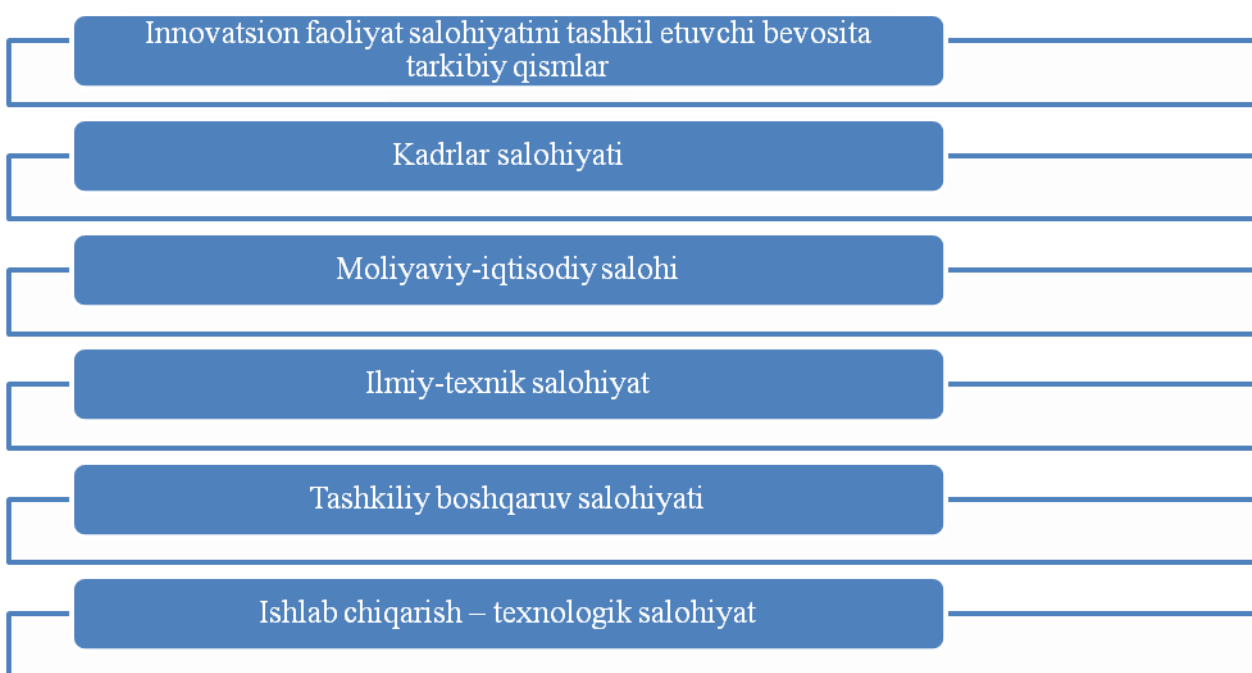 Innovatsion faoliyat salohiyatini tashkil etuvchi bevosita
tarkibiy qismlar
Kadrlar salohiyati
Moliyaviy-iqtisodiy salohi
Ilmiy-texnik salohiyat
Tashkiliy boshqaruv salohiyati
Ishlab chiqarish – texnologik salohiyat